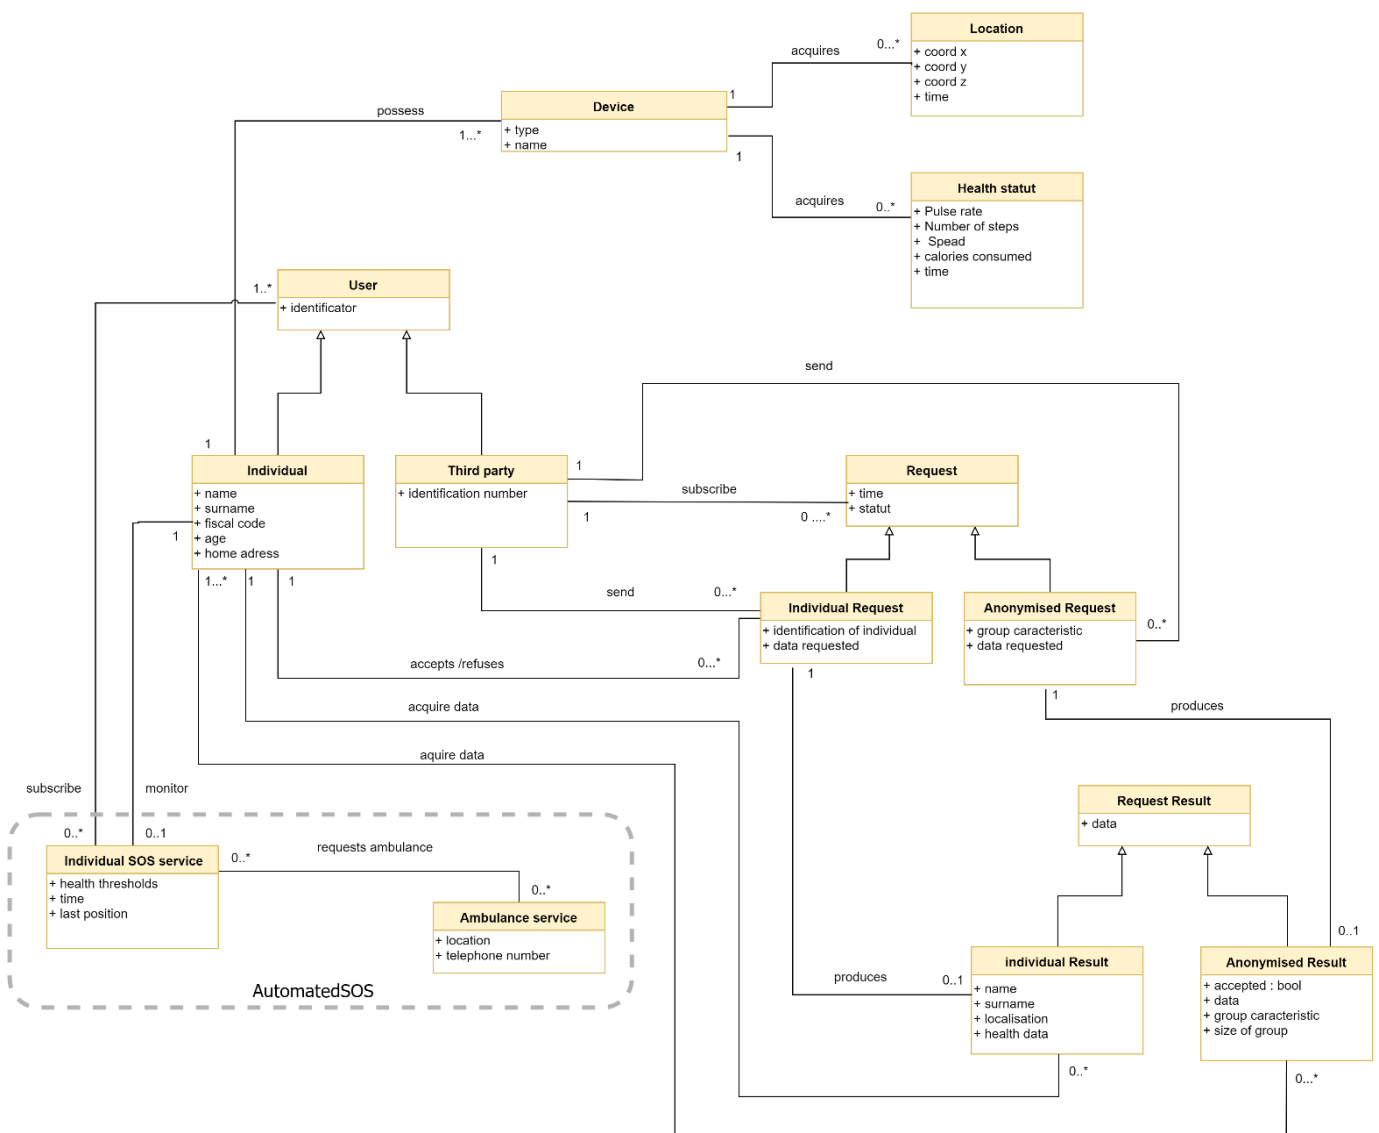 Location
+ coord x
+ coord y
+ coord z
+ time
acquires
0...*
1
Device
+ type
+ name
possess
1...*
1
acquires
0..*
Health statut
+ Pulse rate
+ Number of steps
+ Spead
+ calories consumed
+ time
User
+ identificator
1..*
send
1
Individual
+ name
+ surname
+ fiscal code
+ age
+ home adress
Third party
+ identification number
1
subscribe
1
0 ....*
Request
+ time
+ statut
1
1...*
1
1
1
send
0...*
Individual Request
+ identification of individual
+ data requested
Anonymised Request
+ group caracteristic
+ data requested
0..*
accepts /refuses
0...*
1
1
acquire data
produces
aquire data
subscribe
monitor
0..*
0..1
Request Result
+ data
Individual SOS service
+ health thresholds
+ time
+ last position
0..*
requests ambulance
0..*
Ambulance service
+ location
+ telephone number
AutomatedSOS
produces
0..1
individual Result
+ name
+ surname
+ localisation
+ health data
0..1
Anonymised Result
+ accepted : bool
+ data
+ group caracteristic
+ size of group
0..*
0...*